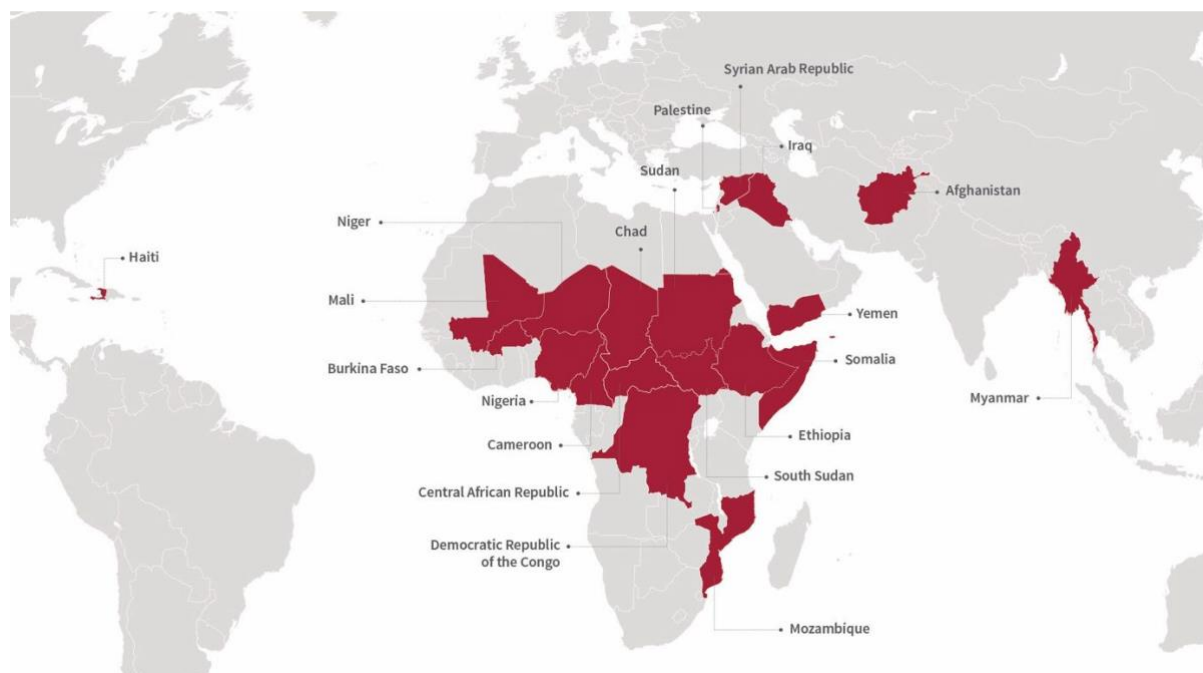 Syrian Arab Republic
Palestine
Iraq
Sudan
Afghanistan
Niger
Chad
Haiti
Mali
Yemen
Somalia
Burkina Faso
Nigeria
Myanmar
Ethiopia
Cameroon
South Sudan
Central African Republic
Democratic Republic
of the Congo
Mozambique